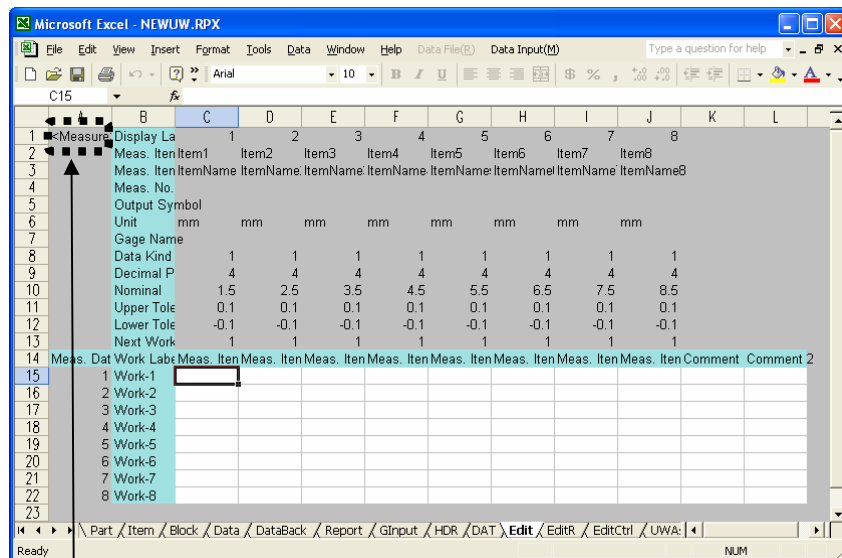 Microsoft Excel - NEWUW.RPX
File Edit View Insert Format Tools Data Window Help Data File(R) Data Input(M) Type a question for help
Arial 10 B I U $ % ,
C15 fx
A B C D E F G H I J K L
1 <Measure Display La 1 2 3 4 5 6 7 8
2 Meas. Iten Item1 Item2 Item3 Item4 Item5 Item6 Item7 Item8
3 Meas. Iten ItemName ItemName ItemName ItemName ItemName ItemName ItemName ItemName8
4 Meas. No.
5 Output Symbol
6 Unit mm mm mm mm mm mm mm mm
7 Gage Name
8 Data Kind 1 1 1 1 1 1 1 1
9 Decimal P 4 4 4 4 4 4 4 4
10 Nominal 1.5 2.5 3.5 4.5 5.5 6.5 7.5 8.5
11 Upper Tole 0.1 0.1 0.1 0.1 0.1 0.1 0.1 0.1
12 Lower Tole -0.1 -0.1 -0.1 -0.1 -0.1 -0.1 -0.1 -0.1
13 Next Work 1 1 1 1 1 1 1 1
14 Meas. Dat Work Labe Meas. Iten Meas. Iten Meas. Iten Meas. Iten Meas. Iten Meas. Iten Meas. Iten Meas. Iten Comment Comment 2
15 1 Work-1
16 2 Work-2
17 3 Work-3
18 4 Work-4
19 5 Work-5
20 6 Work-6
21 7 Work-7
22 8 Work-8
23
Part Item Block Data DataBack Report GInput HDR DAT Edit EditR EditCtrl UWA
Ready NUM